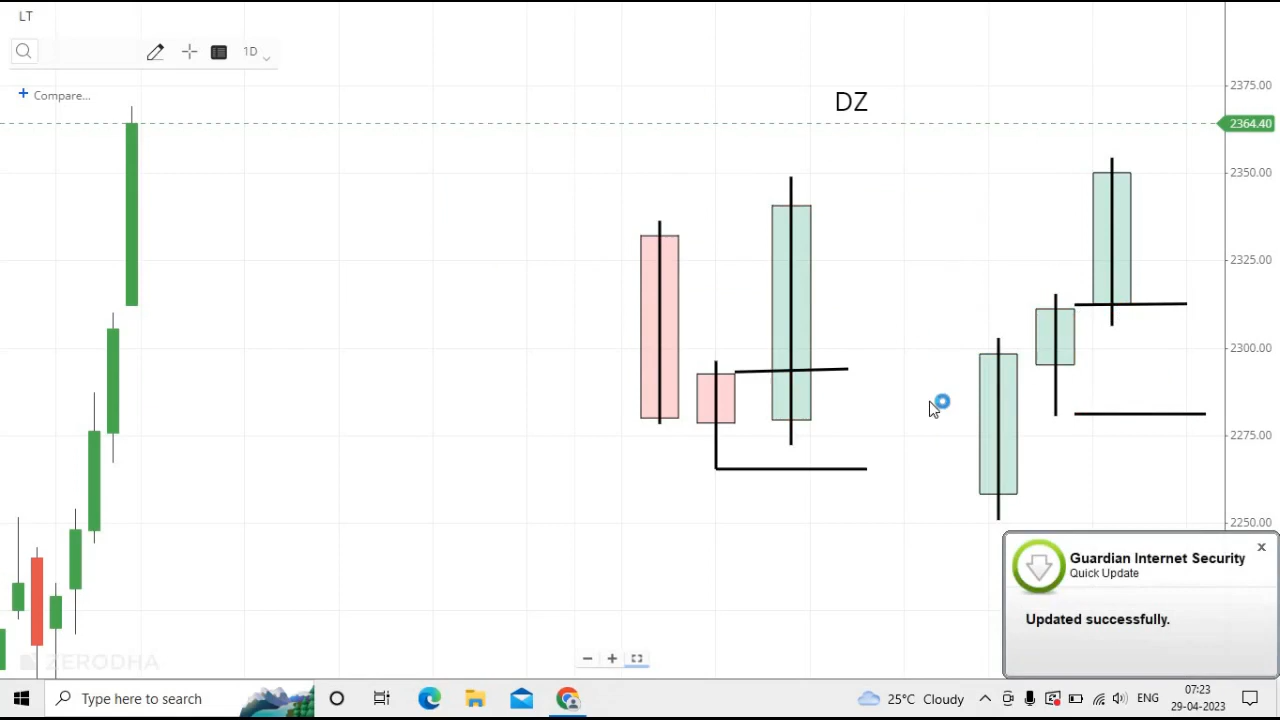 LT
1D
+ Compare...
DZ
2375.00
2364.40
2350.00
2325.00
2300.00
2275.00
2250.00
Guardian Internet Security
Quick Update
x
Updated successfully.
ZERODHA
Type here to search
25°C Cloudy
ENG
07:23
29-04-2023